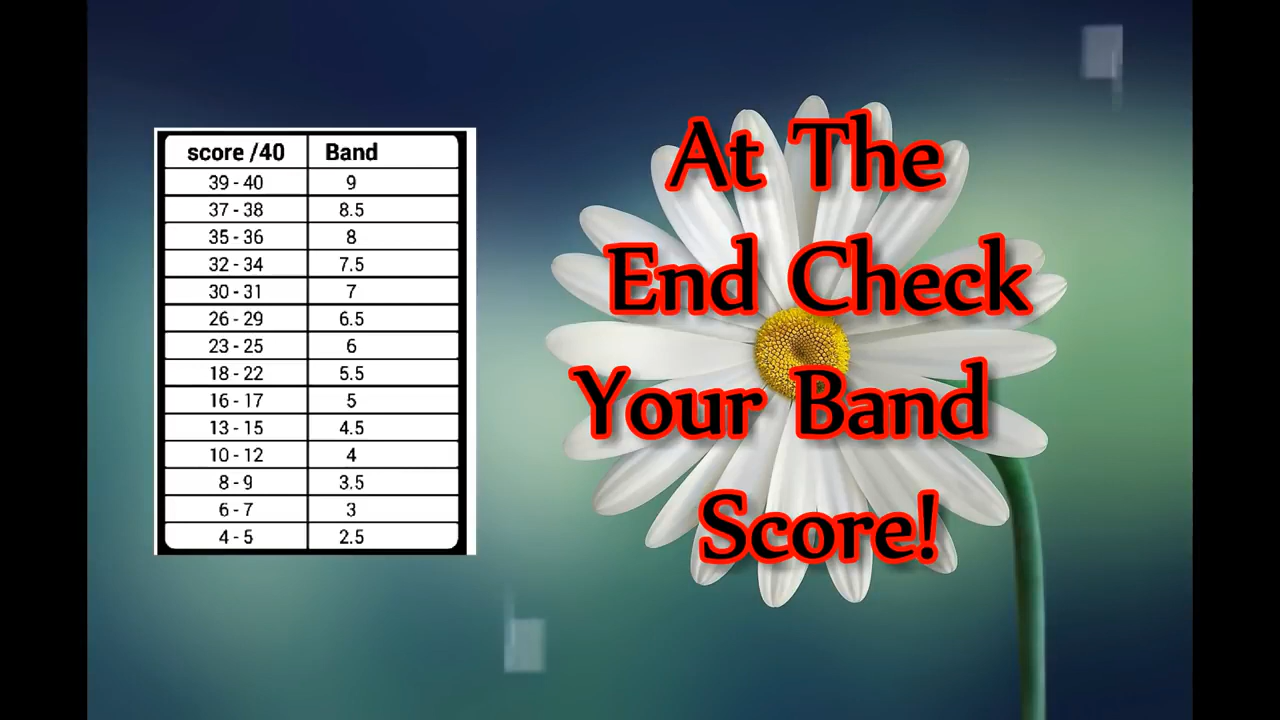 score /40 Band
39 - 40 9
37 - 38 8.5
35 - 36 8
32 - 34 7.5
30 - 31 7
26 - 29 6.5
23 - 25 6
18 - 22 5.5
16 - 17 5
13 - 15 4.5
10 - 12 4
8 - 9 3.5
6 - 7 3
4 - 5 2.5
At The
End Check
Your Band
Score!